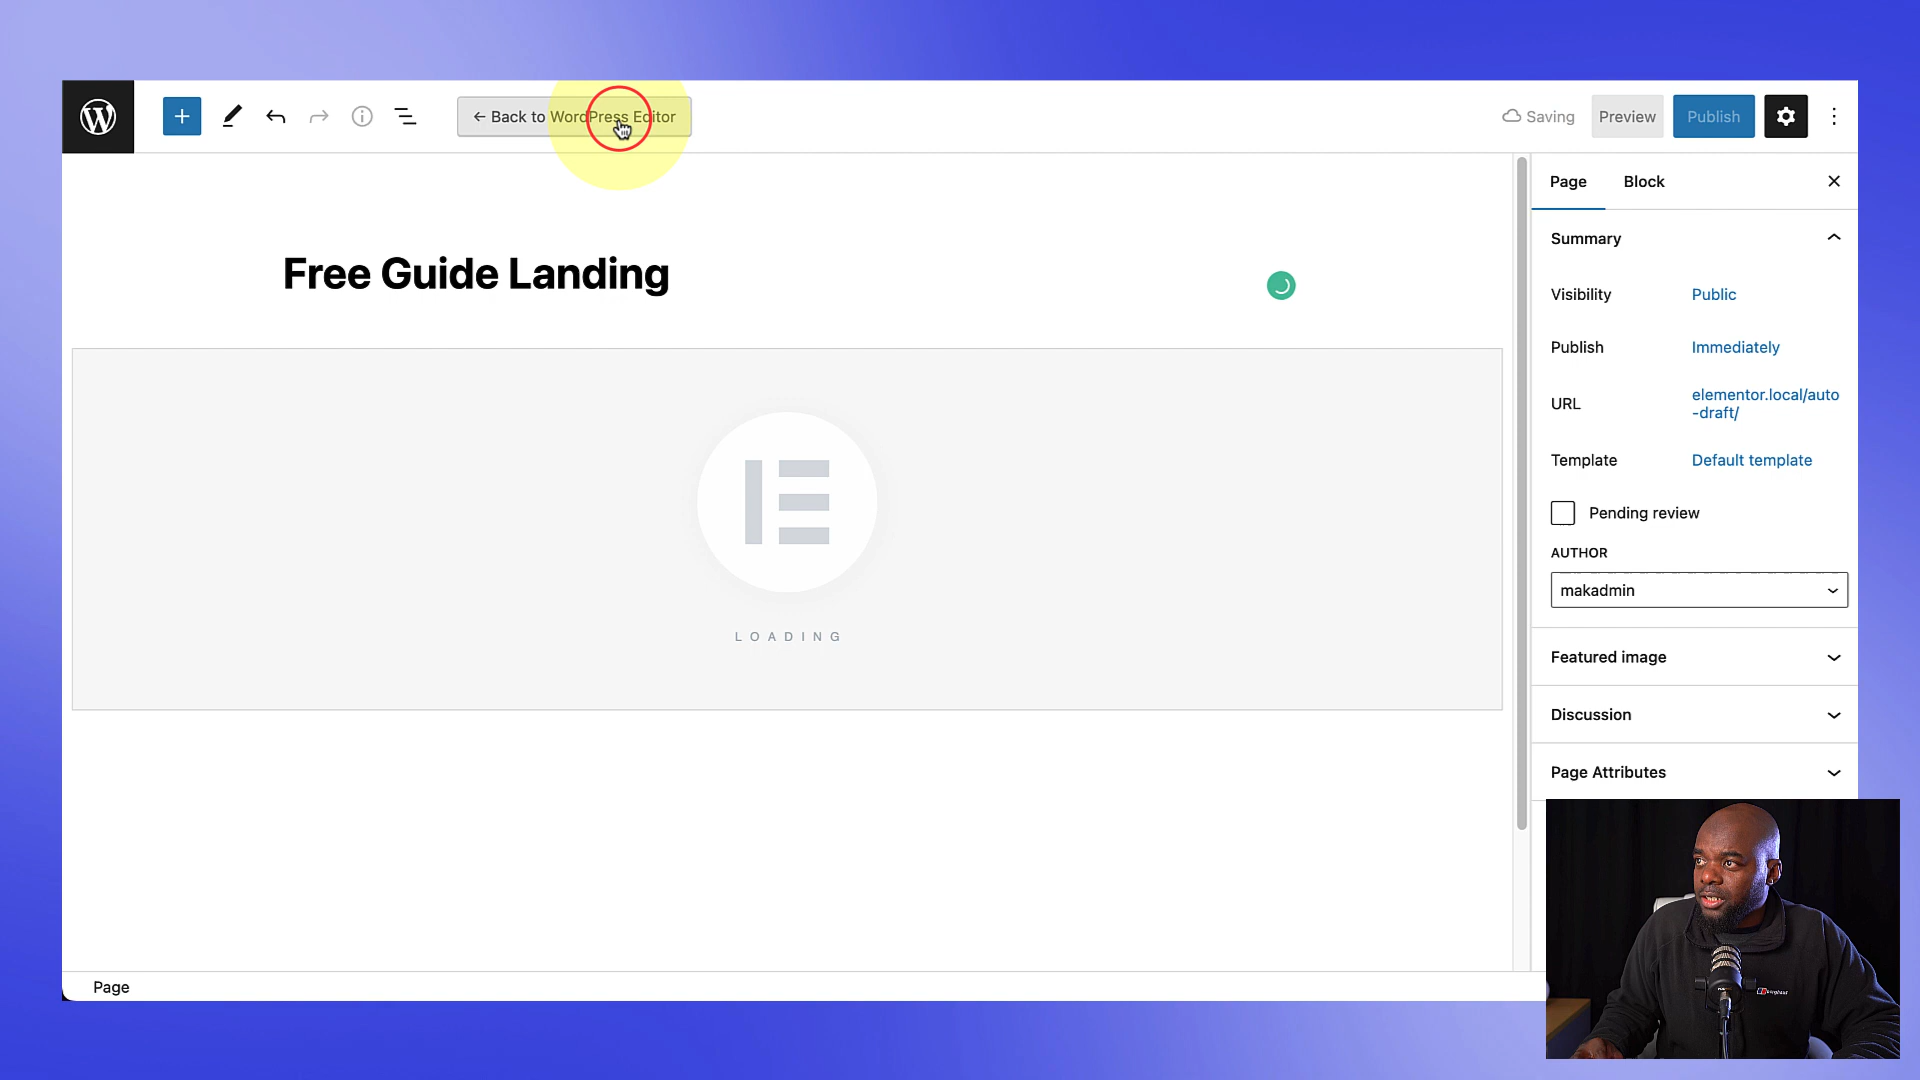 ← Back to WordPress Editor
Saving
Preview
Publish
Page
Block
Free Guide Landing
Summary
Visibility
Public
Publish
Immediately
URL
elementor.local/auto
-draft/
Template
Default template
Pending review
AUTHOR
makadmin
LOADING
Featured image
Discussion
Page Attributes
Page